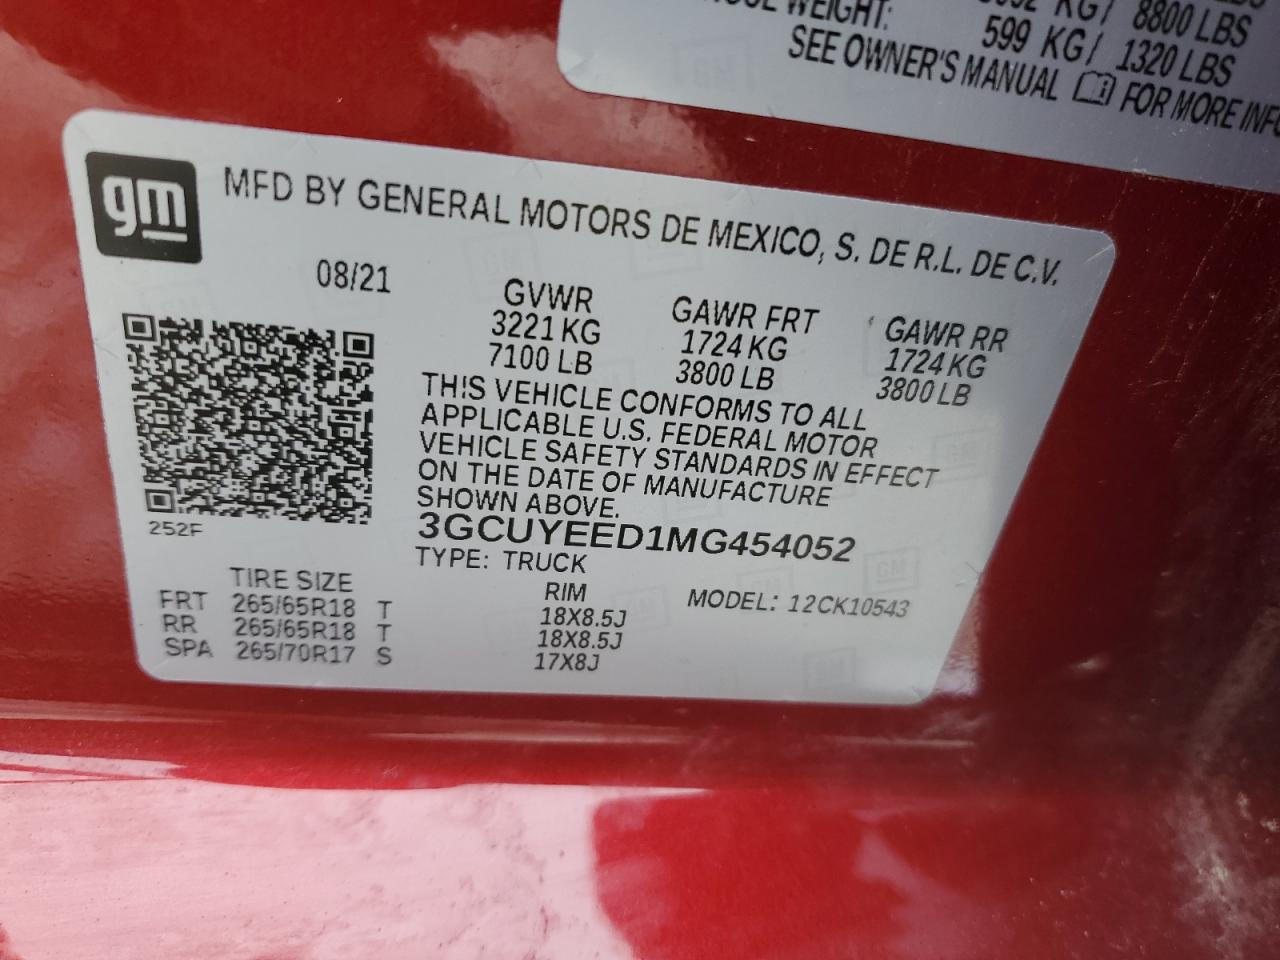 KG/ 8800 LBS
WEIGHT: 599 KG/ 1320 LBS
SEE OWNER'S MANUAL FOR MORE
gm
MFD BY GENERAL MOTORS DE MEXICO, S. DE R.L. DE C.V.
08/21
GVWR GAWR FRT GAWR RR
3221 KG 1724 KG 1724 KG
7100 LB 3800 LB 3800 LB
THIS VEHICLE CONFORMS TO ALL
APPLICABLE U.S. FEDERAL MOTOR
VEHICLE SAFETY STANDARDS IN EFFECT
ON THE DATE OF MANUFACTURE
SHOWN ABOVE.
252F
3GCUYEED1MG454052
TYPE: TRUCK
TIRE SIZE RIM MODEL: 12CK10543
FRT 265/65R18 T 18X8.5J
RR 265/65R18 T 18X8.5J
SPA 265/70R17 S 17X8J